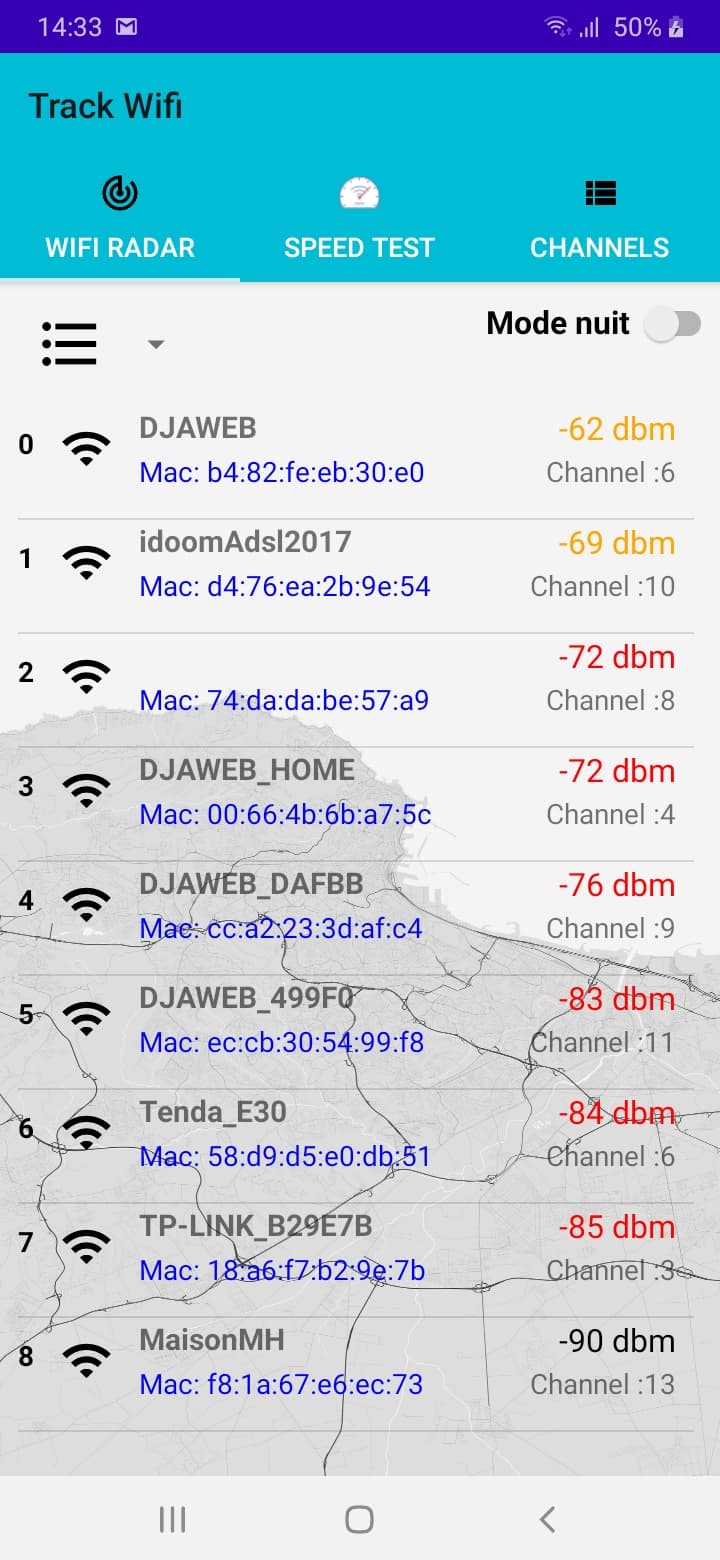 14:33
50%
Track Wifi
WIFI RADAR
SPEED TEST
CHANNELS
Mode nuit
0
DJAWEB
-62 dbm
Mac: b4:82:fe:eb:30:e0
Channel :6
1
idoomAdsl2017
-69 dbm
Mac: d4:76:ea:2b:9e:54
Channel :10
2
-72 dbm
Mac: 74:da:da:be:57:a9
Channel :8
3
DJAWEB_HOME
-72 dbm
Mac: 00:66:4b:6b:a7:5c
Channel :4
4
DJAWEB_DAFBB
-76 dbm
Mac: cc:a2:23:3d:af:c4
Channel :9
5
DJAWEB_499F0
-83 dbm
Mac: ec:cb:30:54:99:f8
Channel :11
6
Tenda_E30
-84 dbm
Mac: 58:d9:d5:e0:db:51
Channel :6
7
TP-LINK_B29E7B
-85 dbm
Mac: 18:a6:f7:b2:9e:7b
Channel :3
8
MaisonMH
-90 dbm
Mac: f8:1a:67:e6:ec:73
Channel :13